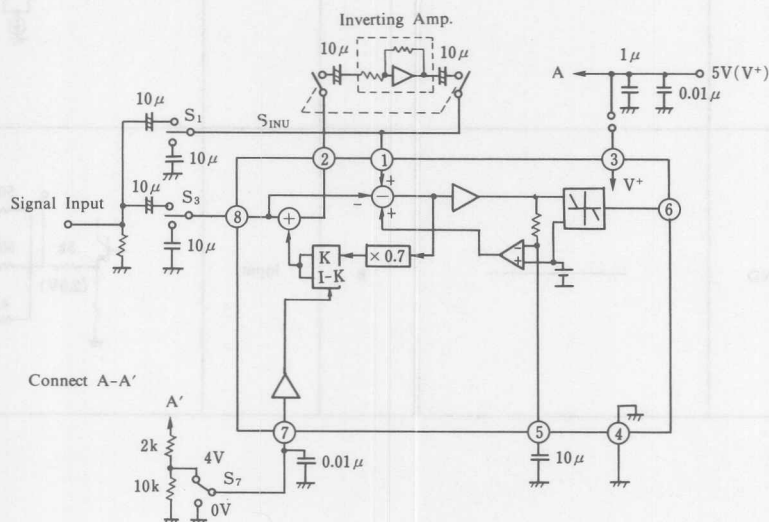 Inverting Amp.
10μ
10μ
1μ
A
5V(V⁺)
0.01μ
10μ
S₁
S_INU
10μ
10μ
S₃
Signal Input
10μ
2
1
3
V⁺
8
6
+
−
−
+
+
K
I-K
×0.7
−
+
Connect A-A′
A′
2k
10k
4V
S₇
0V
7
0.01μ
5
10μ
4